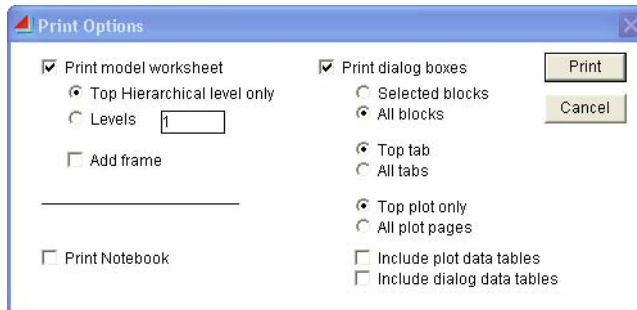 Print Options
Print model worksheet
Top Hierarchical level only
Levels 1
Add frame
Print Notebook
Print dialog boxes
Selected blocks
All blocks
Top tab
All tabs
Top plot only
All plot pages
Include plot data tables
Include dialog data tables
Print
Cancel